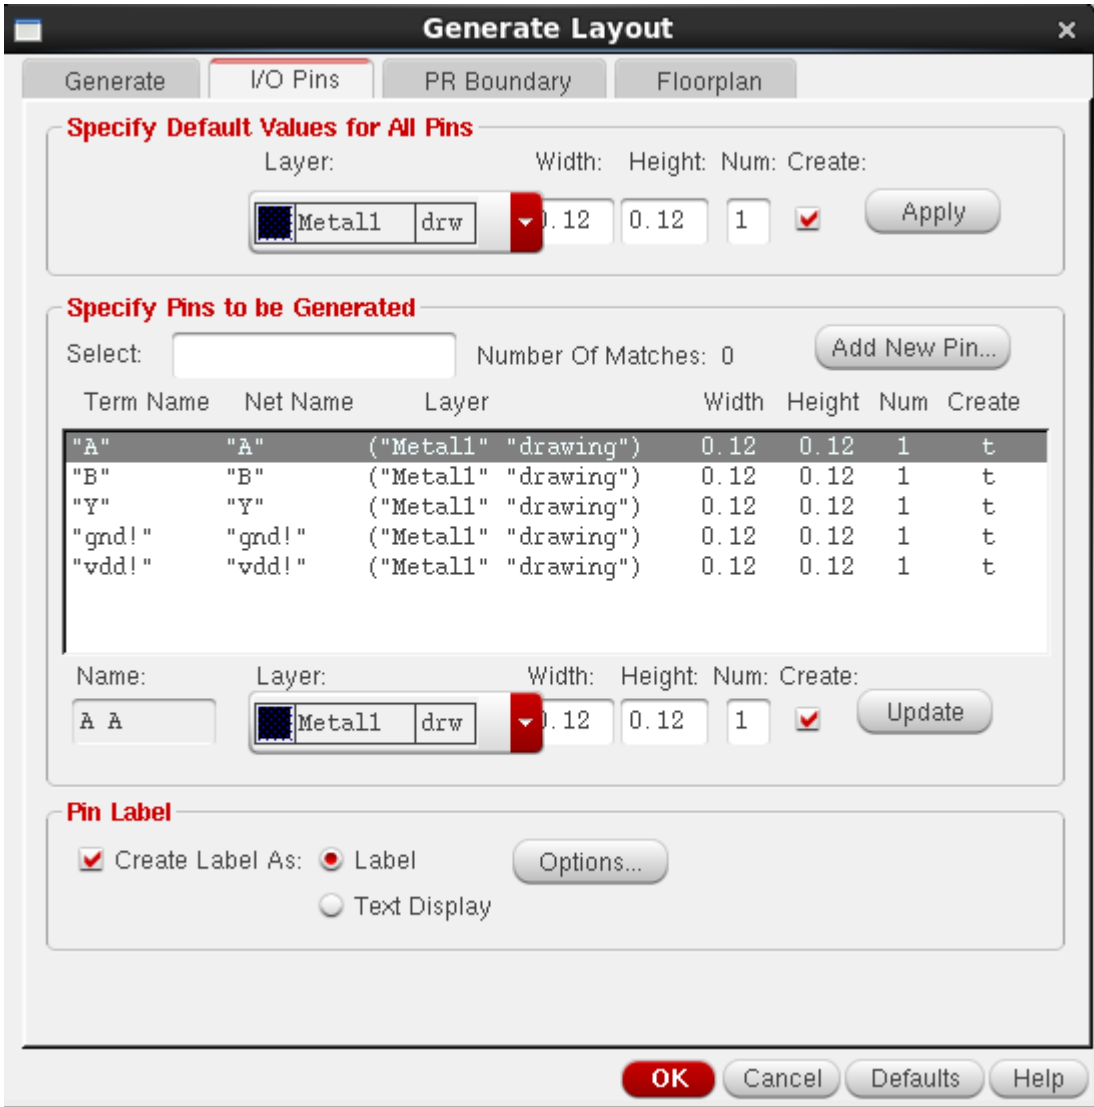 Generate Layout
Generate I/O Pins PR Boundary Floorplan
Specify Default Values for All Pins
Layer: Width: Height: Num: Create:
Metal1 drw 0.12 0.12 1 Apply
Specify Pins to be Generated
Select: Number Of Matches: 0 Add New Pin...
Term Name Net Name Layer Width Height Num Create
"A" "A" ("Metal1" "drawing") 0.12 0.12 1 t
"B" "B" ("Metal1" "drawing") 0.12 0.12 1 t
"Y" "Y" ("Metal1" "drawing") 0.12 0.12 1 t
"gnd!" "gnd!" ("Metal1" "drawing") 0.12 0.12 1 t
"vdd!" "vdd!" ("Metal1" "drawing") 0.12 0.12 1 t
Name: Layer: Width: Height: Num: Create:
A A Metal1 drw 0.12 0.12 1 Update
Pin Label
Create Label As: Label Options...
Text Display
OK Cancel Defaults Help